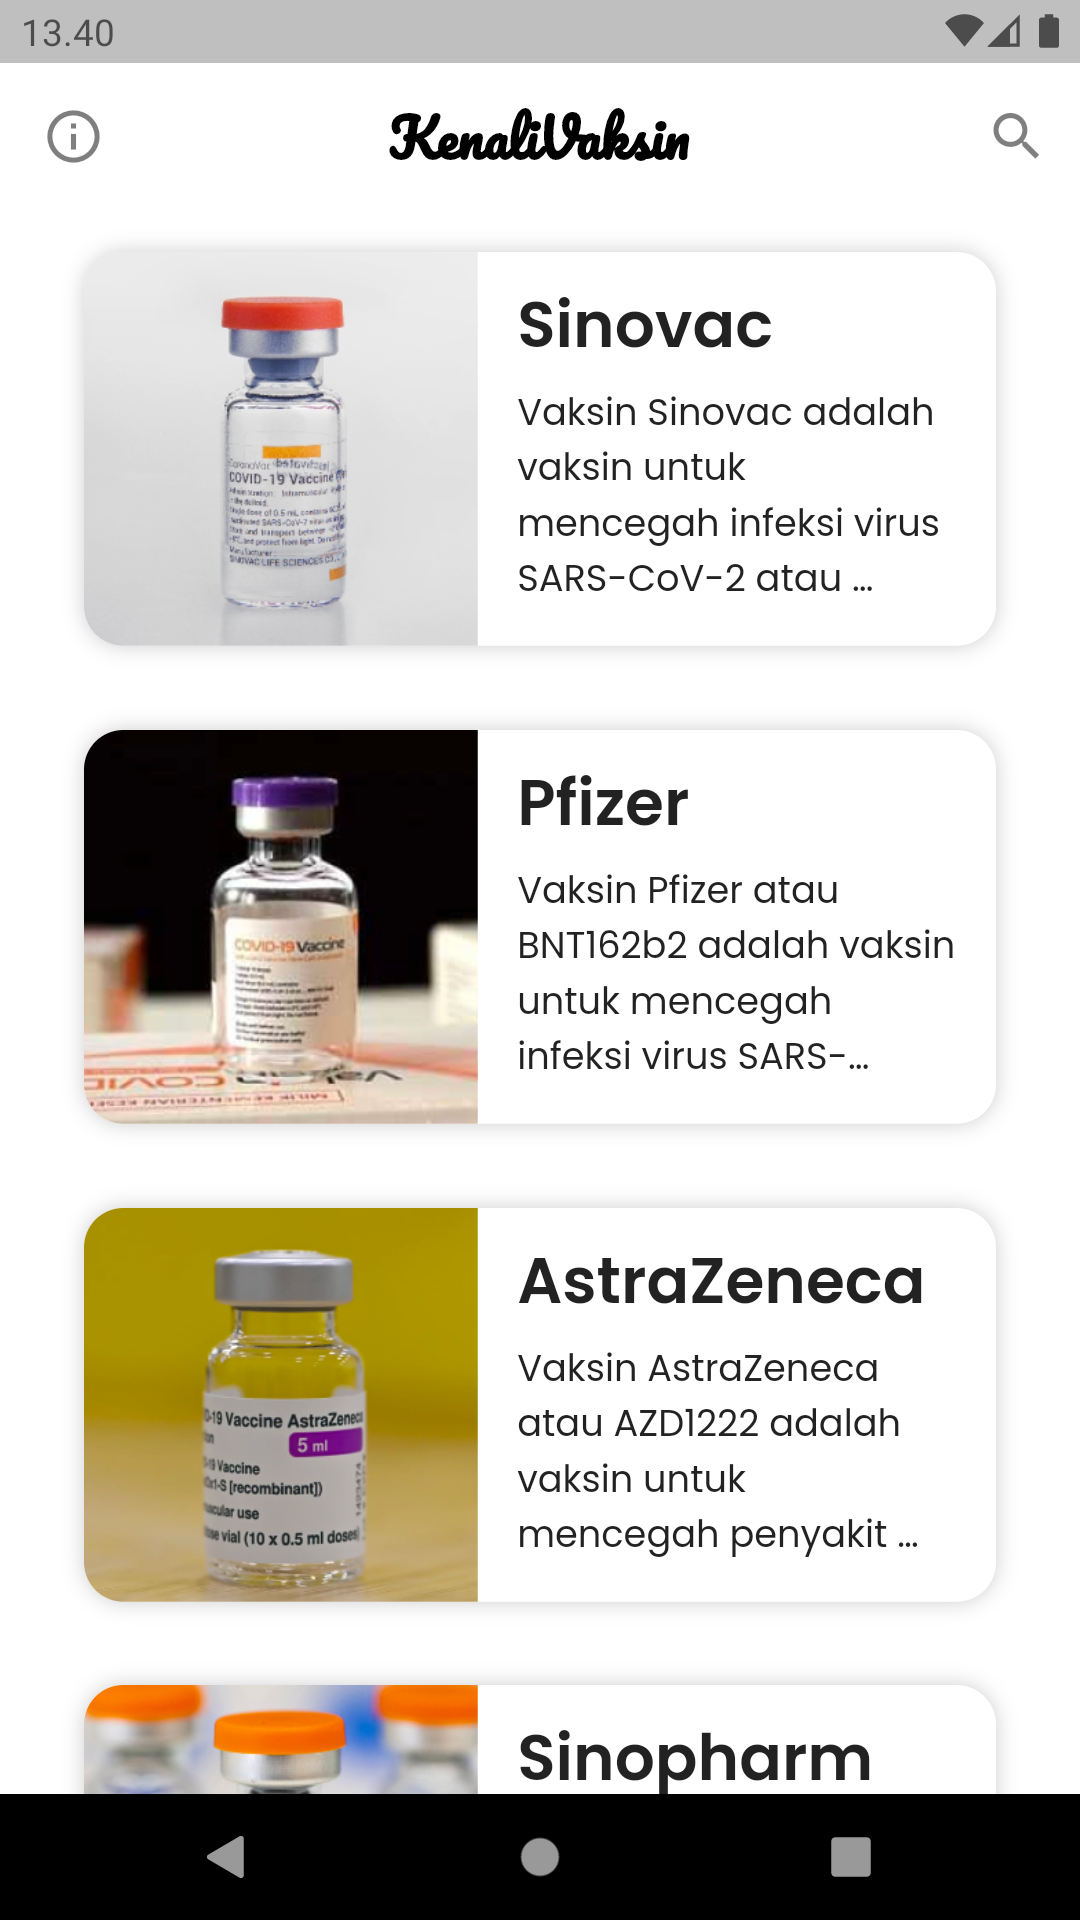 13.40
KenaliVaksin
Sinovac
Vaksin Sinovac adalah
vaksin untuk
mencegah infeksi virus
SARS-CoV-2 atau ...
COVID-19 Vaccine
Manufacturer:
SINOVAC LIFE SCIENCES CO.,
Pfizer
Vaksin Pfizer atau
BNT162b2 adalah vaksin
untuk mencegah
infeksi virus SARS-...
COVID-19 Vaccine
AstraZeneca
Vaksin AstraZeneca
atau AZD1222 adalah
vaksin untuk
mencegah penyakit ...
-19 Vaccine AstraZeneca
5 ml
-19 Vaccine
-S [recombinant])
use
vial (10 x 0.5 ml doses)
Sinopharm